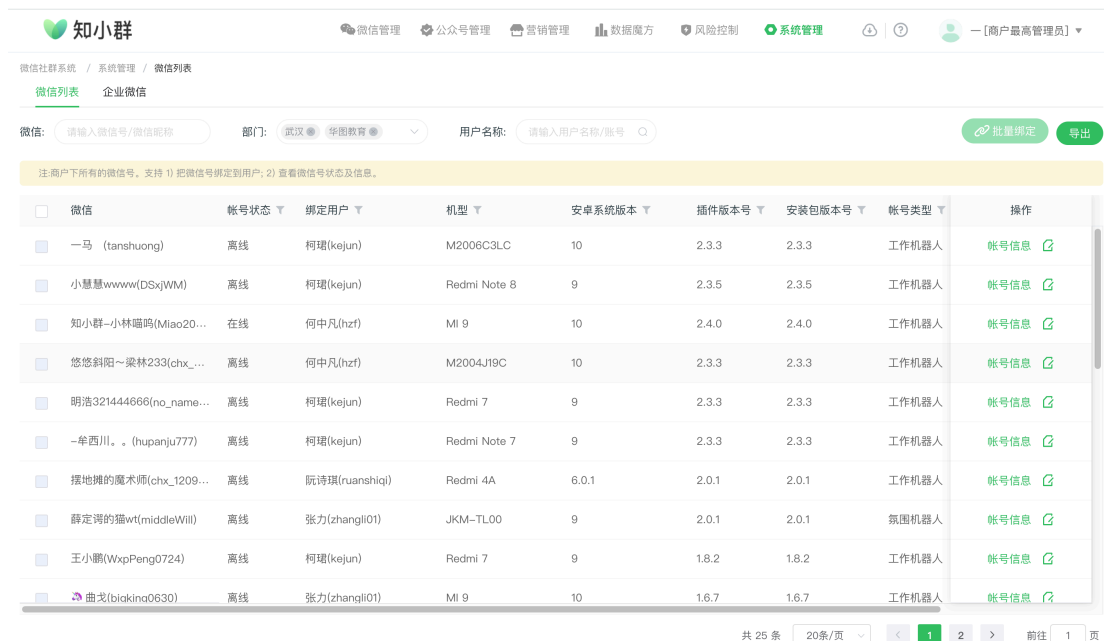 知小群 微信管理 公众号管理 营销管理 数据魔方 风险控制 系统管理 一 [商户最高管理员]
微信社群系统 / 系统管理 / 微信列表
微信列表 企业微信
微信: 请输入微信号/微信昵称 部门: 武汉 华图教育 用户名称: 请输入用户名称/账号 批量绑定 导出
注:商户下所有的微信号。支持 1) 把微信号绑定到用户; 2) 查看微信号状态及信息。
微信 帐号状态 绑定用户 机型 安卓系统版本 插件版本号 安装包版本号 帐号类型 操作
一马 (tanshuong) 离线 柯珺(kejun) M2006C3LC 10 2.3.3 2.3.3 工作机器人 帐号信息
小慧慧wwww(DSxjWM) 离线 柯珺(kejun) Redmi Note 8 9 2.3.5 2.3.5 工作机器人 帐号信息
知小群-小林喵呜(Miao20... 在线 何中凡(hzf) MI 9 10 2.4.0 2.4.0 工作机器人 帐号信息
悠悠斜阳～梁林233(chx_... 离线 何中凡(hzf) M2004J19C 10 2.3.3 2.3.3 工作机器人 帐号信息
明浩321444666(no_name... 离线 柯珺(kejun) Redmi 7 9 2.3.3 2.3.3 工作机器人 帐号信息
-牟西川。。(hupanju777) 离线 柯珺(kejun) Redmi Note 7 9 2.3.3 2.3.3 工作机器人 帐号信息
摆地摊的魔术师(chx_1209... 离线 阮诗琪(ruanshiqi) Redmi 4A 6.0.1 2.0.1 2.0.1 工作机器人 帐号信息
薛定谔的猫wt(middleWill) 离线 张力(zhangli01) JKM-TL00 9 2.0.1 2.0.1 氛围机器人 帐号信息
王小鹏(WxpPeng0724) 离线 柯珺(kejun) Redmi 7 9 1.8.2 1.8.2 工作机器人 帐号信息
曲戈(bigking0630) 离线 张力(zhangli01) MI 9 10 1.6.7 1.6.7 工作机器人 帐号信息
共 25 条 20条/页 1 2 前往 1 页